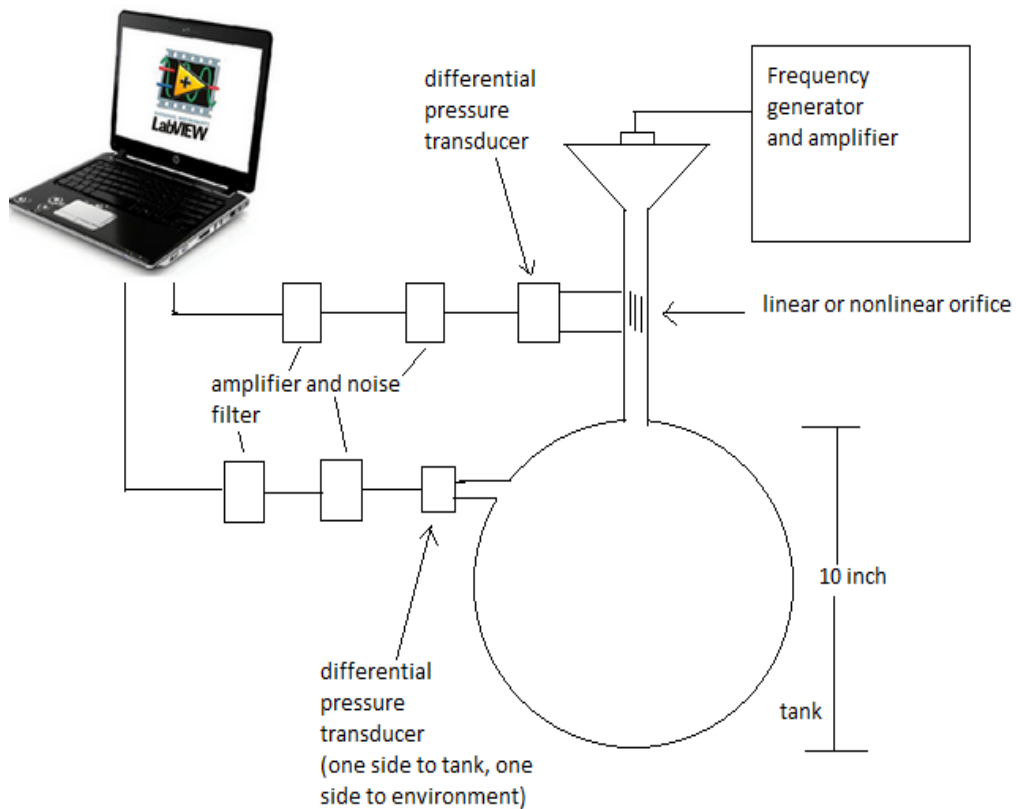 LabVIEW
differential
pressure
transducer
Frequency
generator
and amplifier
linear or nonlinear orifice
amplifier and noise
filter
10 inch
differential
pressure
transducer
(one side to tank, one
side to environment)
tank